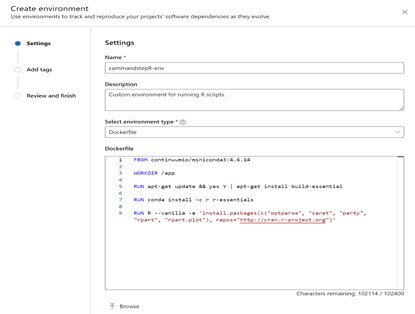 Create environment
Use environments to track and reproduce your projects' software dependencies as they evolve.
Settings
Add tags
Review and finish
Settings
Name *
commandstepR-env
Description
Custom environment for running R scripts.
Select environment type *
Dockerfile
Dockerfile
1 FROM continuumio/miniconda3:4.6.14
2
3 WORKDIR /app
4
5 RUN apt-get update && yes Y | apt-get install build-essential
6
7 RUN conda install -c r r-essentials
8
9 RUN R --vanilla -e 'install.packages(c("optparse", "caret", "party",
"rpart", "rpart.plot"), repos="http://cran.r-project.org")'
Characters remaining: 102114 / 102400
Browse